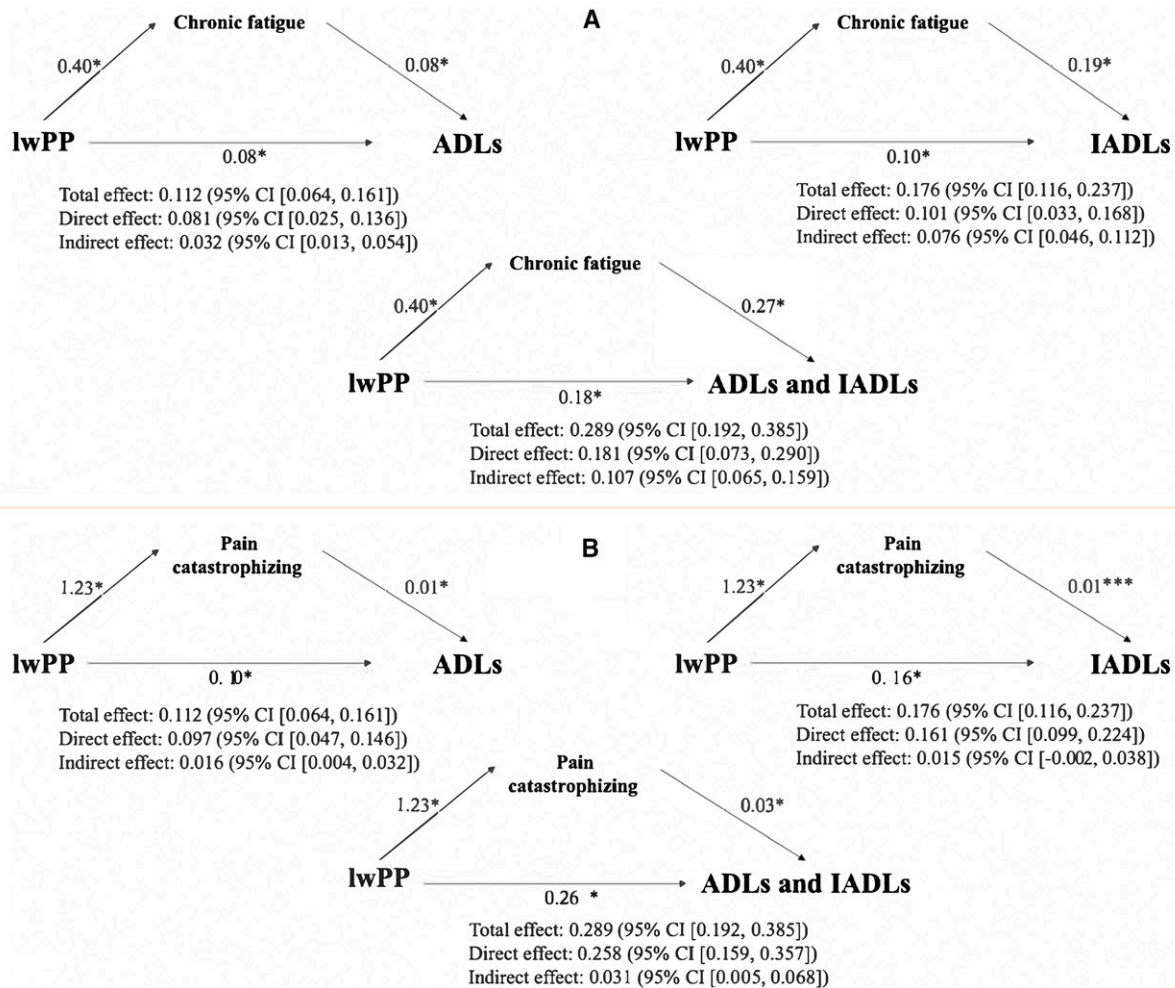 Chronic fatigue
A
Chronic fatigue
0.40*
0.08*
0.40*
0.19*
lwPP
ADLs
lwPP
IADLs
0.08*
0.10*
Total effect: 0.112 (95% CI [0.064, 0.161])
Direct effect: 0.081 (95% CI [0.025, 0.136])
Indirect effect: 0.032 (95% CI [0.013, 0.054])
Total effect: 0.176 (95% CI [0.116, 0.237])
Direct effect: 0.101 (95% CI [0.033, 0.168])
Indirect effect: 0.076 (95% CI [0.046, 0.112])
Chronic fatigue
0.40*
0.27*
lwPP
ADLs and IADLs
0.18*
Total effect: 0.289 (95% CI [0.192, 0.385])
Direct effect: 0.181 (95% CI [0.073, 0.290])
Indirect effect: 0.107 (95% CI [0.065, 0.159])
Pain
catastrophizing
B
Pain
catastrophizing
1.23*
0.01*
1.23*
0.01***
lwPP
ADLs
lwPP
IADLs
0.10*
0.16*
Total effect: 0.112 (95% CI [0.064, 0.161])
Direct effect: 0.097 (95% CI [0.047, 0.146])
Indirect effect: 0.016 (95% CI [0.004, 0.032])
Total effect: 0.176 (95% CI [0.116, 0.237])
Direct effect: 0.161 (95% CI [0.099, 0.224])
Indirect effect: 0.015 (95% CI [-0.002, 0.038])
Pain
catastrophizing
1.23*
0.03*
lwPP
ADLs and IADLs
0.26 *
Total effect: 0.289 (95% CI [0.192, 0.385])
Direct effect: 0.258 (95% CI [0.159, 0.357])
Indirect effect: 0.031 (95% CI [0.005, 0.068])